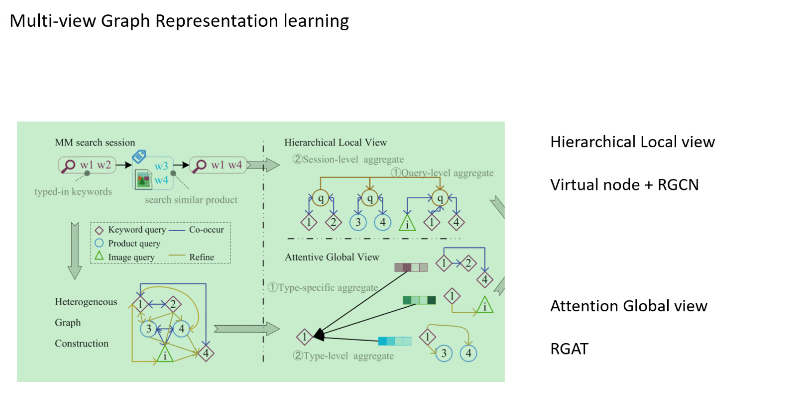 Multi-view Graph Representation learning
MM search session
w1 w2
w3
w4
w1 w4
typed-in keywords
search similar product
Keyword query
Co-occur
Product query
Image query
Refine
Heterogeneous
Graph
Construction
1 2
3 4
i 4
Hierarchical Local View
②Session-level aggregate
①Query-level aggregate
q q q
1 2 3 4 i 1 4
Attentive Global View
①Type-specific aggregate
②Type-level aggregate
1 2
4
1
i
1
1
3 4
Hierarchical Local view
Virtual node + RGCN
Attention Global view
RGAT